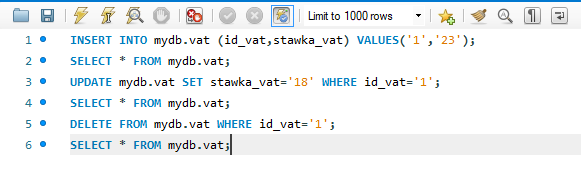 Limit to 1000 rows
1 INSERT INTO mydb.vat (id_vat,stawka_vat) VALUES('1','23');
2 SELECT * FROM mydb.vat;
3 UPDATE mydb.vat SET stawka_vat='18' WHERE id_vat='1';
4 SELECT * FROM mydb.vat;
5 DELETE FROM mydb.vat WHERE id_vat='1';
6 SELECT * FROM mydb.vat;